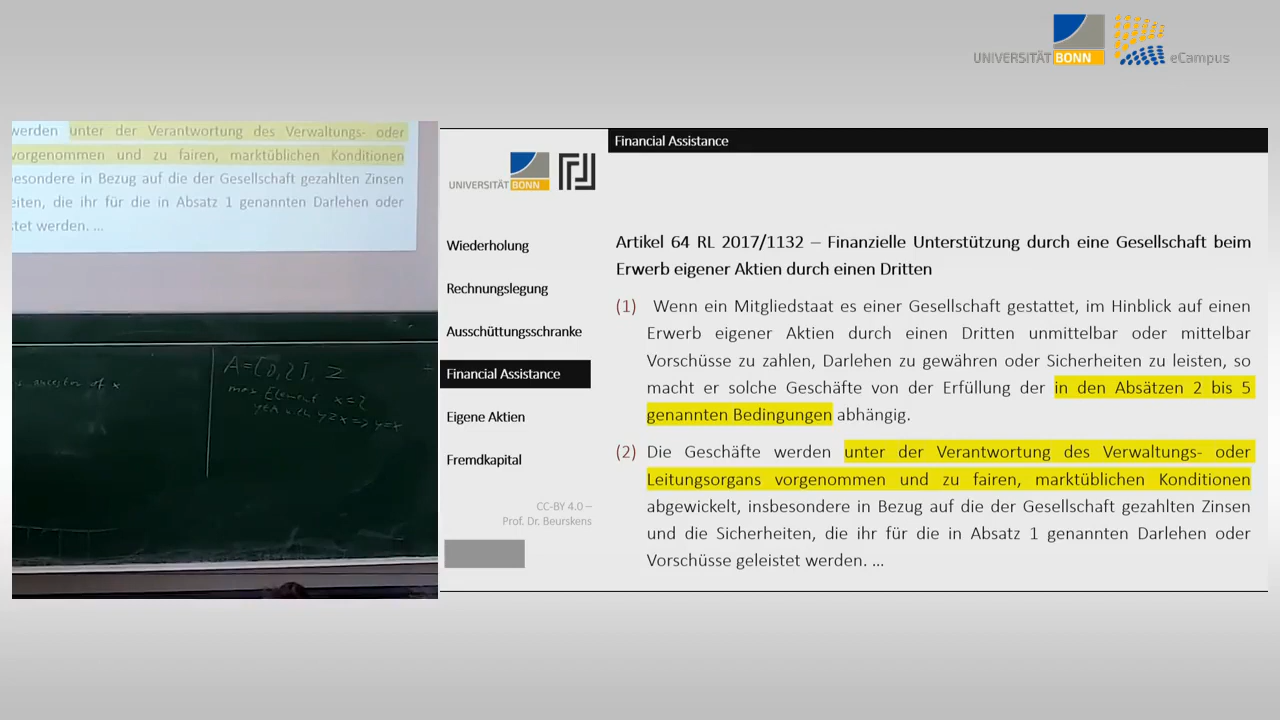 UNIVERSITÄT BONN eCampus
werden unter der Verantwortung des Verwaltungs- oder
vorgenommen und zu fairen, marktüblichen Konditionen
besondere in Bezug auf die der Gesellschaft gezahlten Zinsen
eiten, die ihr für die in Absatz 1 genannten Darlehen oder
stet werden. ...
ancestor of x
A=[0,2], 2
max Element x=2
y∈A with y≥x => y=x
Financial Assistance
UNIVERSITÄT BONN
Wiederholung
Rechnungslegung
Ausschüttungsschranke
Financial Assistance
Eigene Aktien
Fremdkapital
CC-BY 4.0 –
Prof. Dr. Beurskens
Artikel 64 RL 2017/1132 – Finanzielle Unterstützung durch eine Gesellschaft beim
Erwerb eigener Aktien durch einen Dritten
(1) Wenn ein Mitgliedstaat es einer Gesellschaft gestattet, im Hinblick auf einen
Erwerb eigener Aktien durch einen Dritten unmittelbar oder mittelbar
Vorschüsse zu zahlen, Darlehen zu gewähren oder Sicherheiten zu leisten, so
macht er solche Geschäfte von der Erfüllung der in den Absätzen 2 bis 5
genannten Bedingungen abhängig.
(2) Die Geschäfte werden unter der Verantwortung des Verwaltungs- oder
Leitungsorgans vorgenommen und zu fairen, marktüblichen Konditionen
abgewickelt, insbesondere in Bezug auf die der Gesellschaft gezahlten Zinsen
und die Sicherheiten, die ihr für die in Absatz 1 genannten Darlehen oder
Vorschüsse geleistet werden. ...